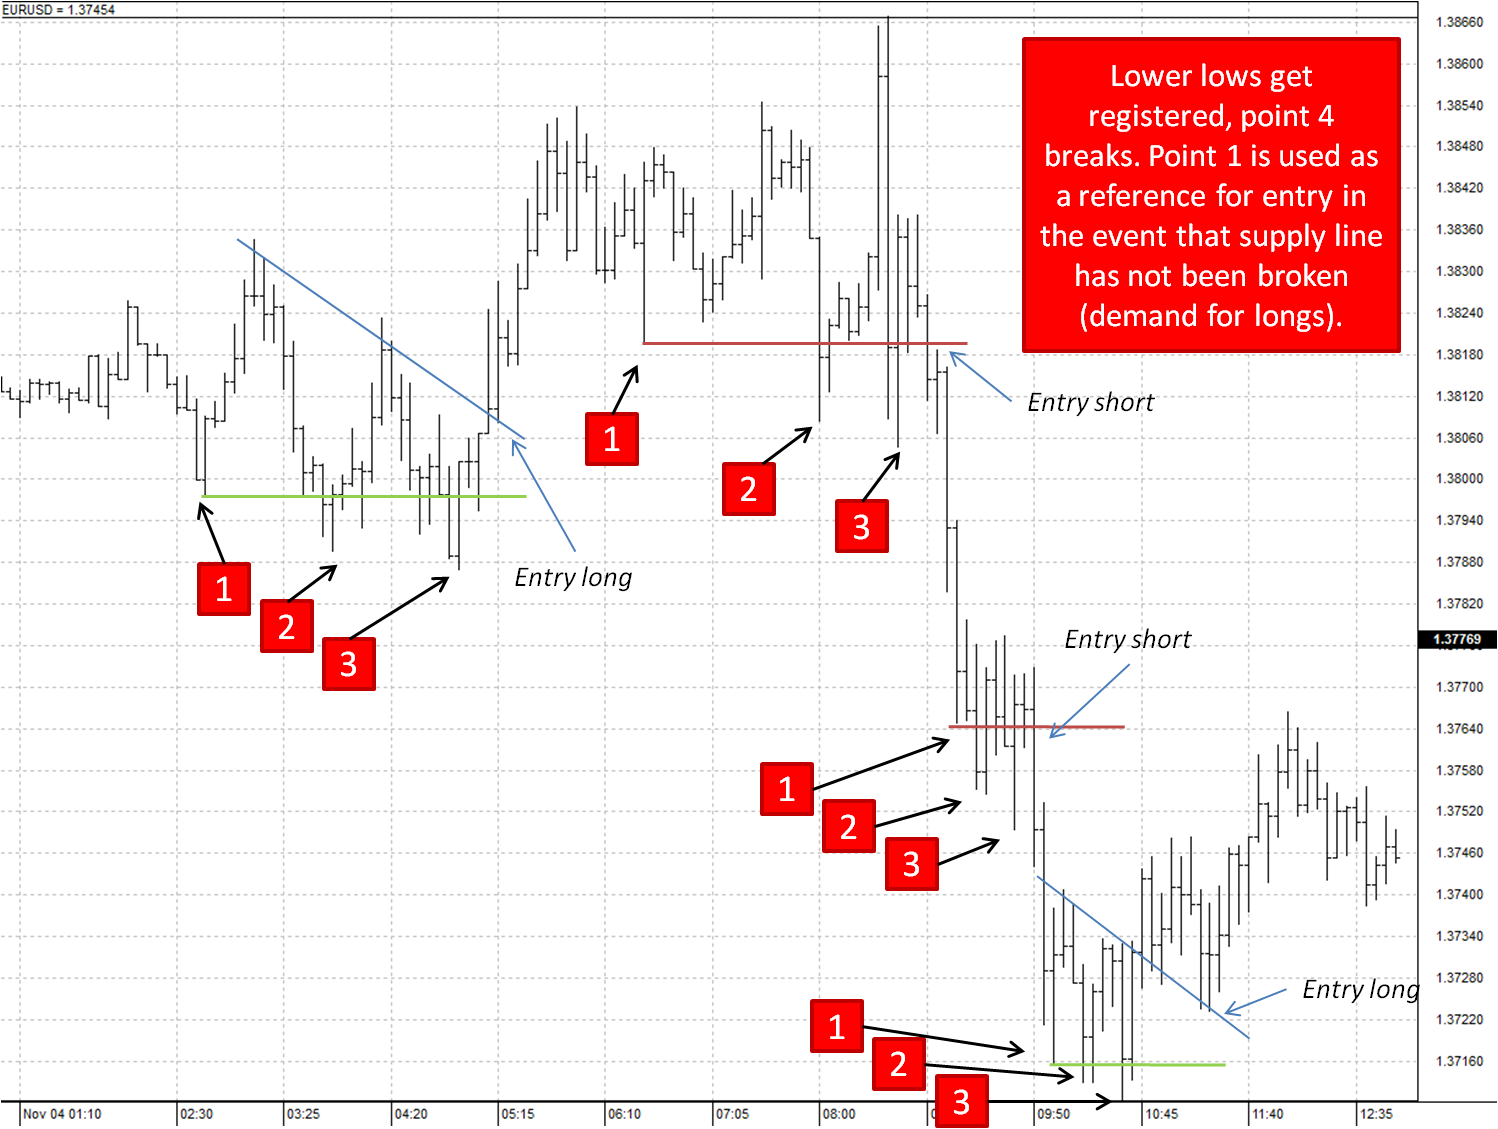 EURUSD = 1.37454
1.38660
1.38600
Lower lows get
registered, point 4
breaks. Point 1 is used as
a reference for entry in
the event that supply line
has not been broken
(demand for longs).
1.38540
1.38480
1.38420
1.38360
1.38300
1.38240
1.38180
1.38120
Entry short
1
1.38060
2
1.38000
3
1.37940
Entry long
1
1.37880
2
1.37820
3
Entry short
1.37769
1.37700
1.37640
1
1.37580
2
1.37520
3
1.37460
1.37400
1.37340
1.37280
Entry long
1
1.37220
2
1.37160
3
Nov 04 01:10 02:30 03:25 04:20 05:15 06:10 07:05 08:00 09:50 10:45 11:40 12:35